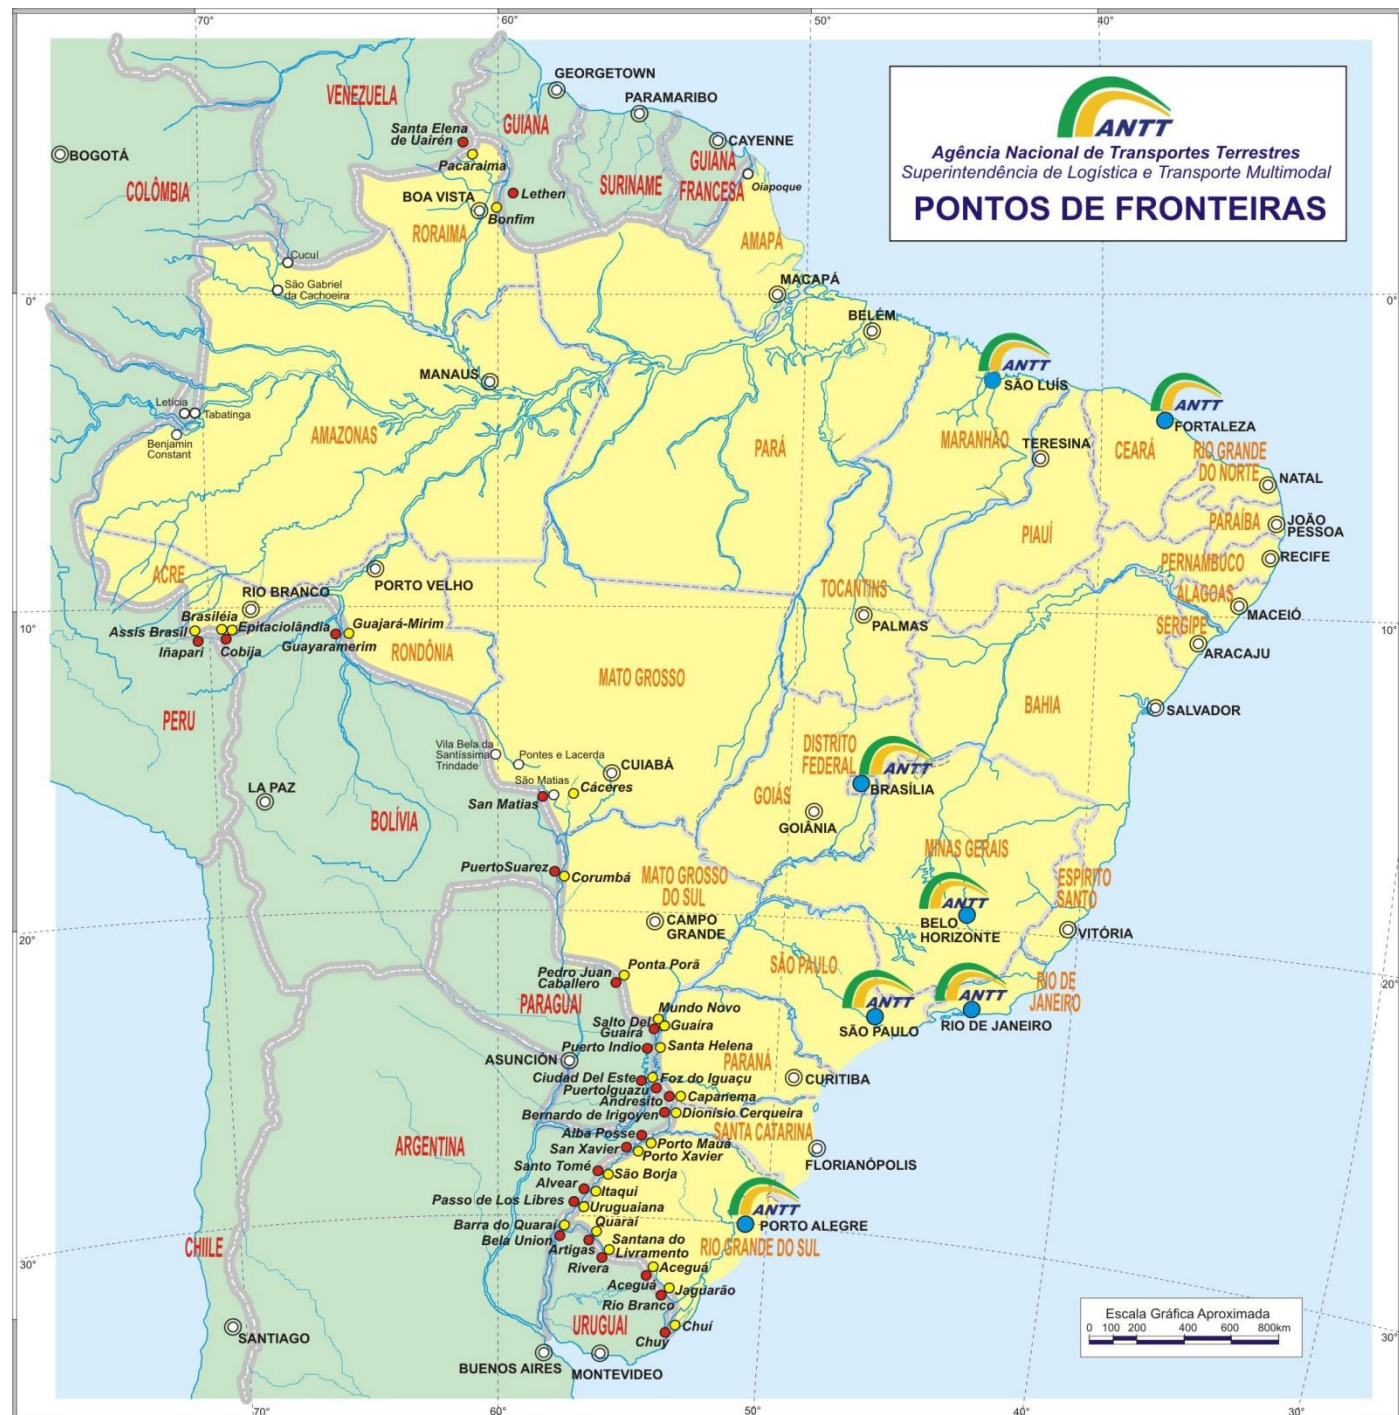 70°
60°
50°
40°
GEORGETOWN
PARAMARIBO
CAYENNE
VENEZUELA
GUIANA
Santa Elena
de Uairén
Pacaraima
BOGOTÁ
COLÔMBIA
SURINAME
GUIANA
FRANCESA
Oiapoque
BOA VISTA
Lethen
Bonfim
RORAIMA
AMAPÁ
ANTT
Agência Nacional de Transportes Terrestres
Superintendência de Logística e Transporte Multimodal
PONTOS DE FRONTEIRAS
Cucuí
São Gabriel
da Cachoeira
0°
0°
MACAPÁ
BELÉM
MANAUS
ANTT
SÃO LUÍS
ANTT
FORTALEZA
Letícia
Tabatinga
Benjamin
Constant
AMAZONAS
PARÁ
MARANHÃO
TERESINA
CEARÁ
RIO GRANDE
DO NORTE
NATAL
PIAUÍ
PARAÍBA
JOÃO
PESSOA
PERNAMBUCO
RECIFE
ACRE
RIO BRANCO
PORTO VELHO
TOCANTINS
PALMAS
ALAGOAS
MACEIÓ
SERGIPE
ARACAJU
10°
10°
Brasiléia
Assis Brasil
Epitaciolândia
Iñapari
Cobija
Guajará-Mirim
Guayaramerim
RONDÔNIA
MATO GROSSO
BAHIA
SALVADOR
PERU
Vila Bela da
Santíssima
Trindade
Pontes e Lacerda
CUIABÁ
São Matias
San Matias
Cáceres
DISTRITO
FEDERAL
ANTT
BRASÍLIA
GOIÁS
GOIÂNIA
LA PAZ
BOLÍVIA
PuertoSuarez
Corumbá
MATO GROSSO
DO SUL
CAMPO
GRANDE
MINAS GERAIS
ANTT
BELO
HORIZONTE
ESPÍRITO
SANTO
VITÓRIA
20°
20°
Pedro Juan
Caballero
Ponta Porã
PARAGUAI
SÃO PAULO
ANTT
SÃO PAULO
ANTT
RIO DE JANEIRO
RIO DE
JANEIRO
Mundo Novo
Salto Del
Guairá
Guaíra
Puerto Indio
Santa Helena
ASUNCIÓN
PARANÁ
CURITIBA
Ciudad Del Este
Foz do Iguaçu
PuertoIguazú
Andresito
Capanema
Bernardo de Irigoyen
Dionísio Cerqueira
SANTA CATARINA
FLORIANÓPOLIS
ARGENTINA
Alba Posse
Porto Mauá
San Xavier
Porto Xavier
Santo Tomé
São Borja
Alvear
Itaqui
Passo de Los Libres
Uruguaiana
Barra do Quaraí
Quaraí
Bela Union
Artigas
Santana do
Livramento
Rivera
Aceguá
Aceguá
Jaguarão
Rio Branco
Chuí
Chuy
ANTT
PORTO ALEGRE
RIO GRANDE DO SUL
CHIILE
30°
30°
SANTIAGO
URUGUAI
BUENOS AIRES
MONTEVIDEO
Escala Gráfica Aproximada
0 100 200 400 600 800km
70°
60°
50°
40°
30°